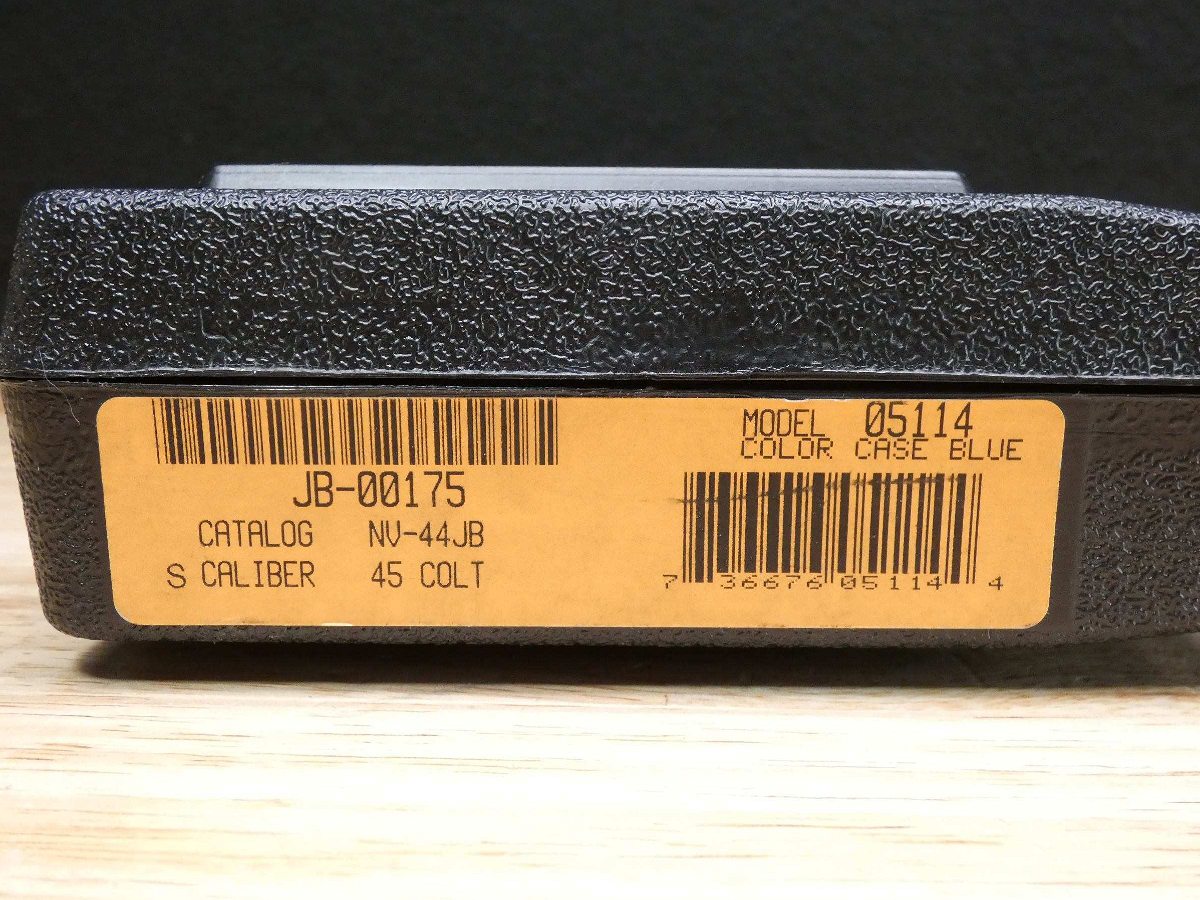 JB-00175
CATALOG NV-44JB
S CALIBER 45 COLT
MODEL 05114
COLOR CASE BLUE
7 36676 05114 4